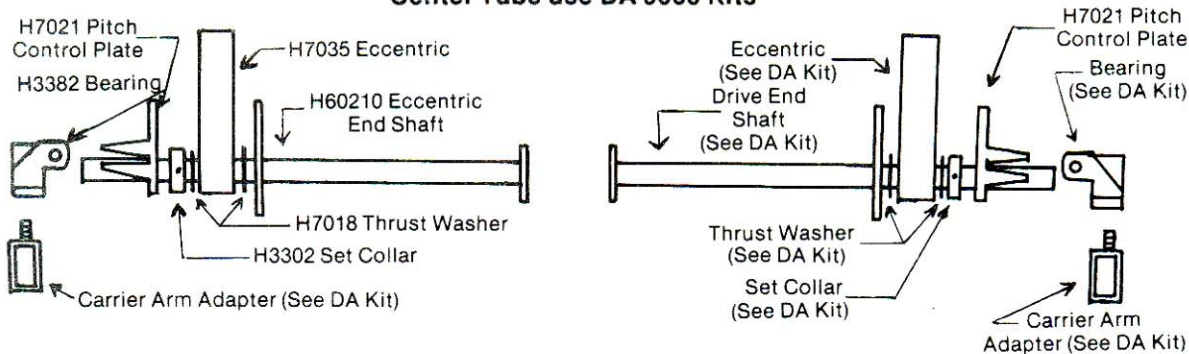 Center Tube use DA 6000 Kits
H7021 Pitch
Control Plate
H3382 Bearing
H7035 Eccentric
H60210 Eccentric
End Shaft
H7018 Thrust Washer
H3302 Set Collar
Carrier Arm Adapter (See DA Kit)
Eccentric
(See DA Kit)
Drive End
Shaft
(See DA Kit)
H7021 Pitch
Control Plate
Bearing
(See DA Kit)
Thrust Washer
(See DA Kit)
Set Collar
(See DA Kit)
Carrier Arm
Adapter (See DA Kit)